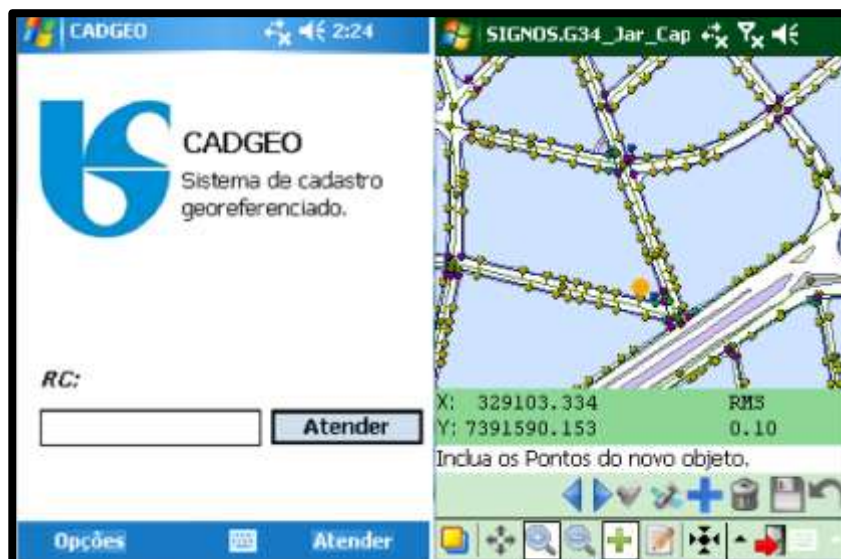 CADGEO 2:24
CADGEO
Sistema de cadastro
georeferenciado.
RC:
Atender
Opções Atender
SIGNOS.G34_Jar_Cap
X: 329103.334 RMS
Y: 7391590.153 0.10
Inclua os Pontos do novo objeto.